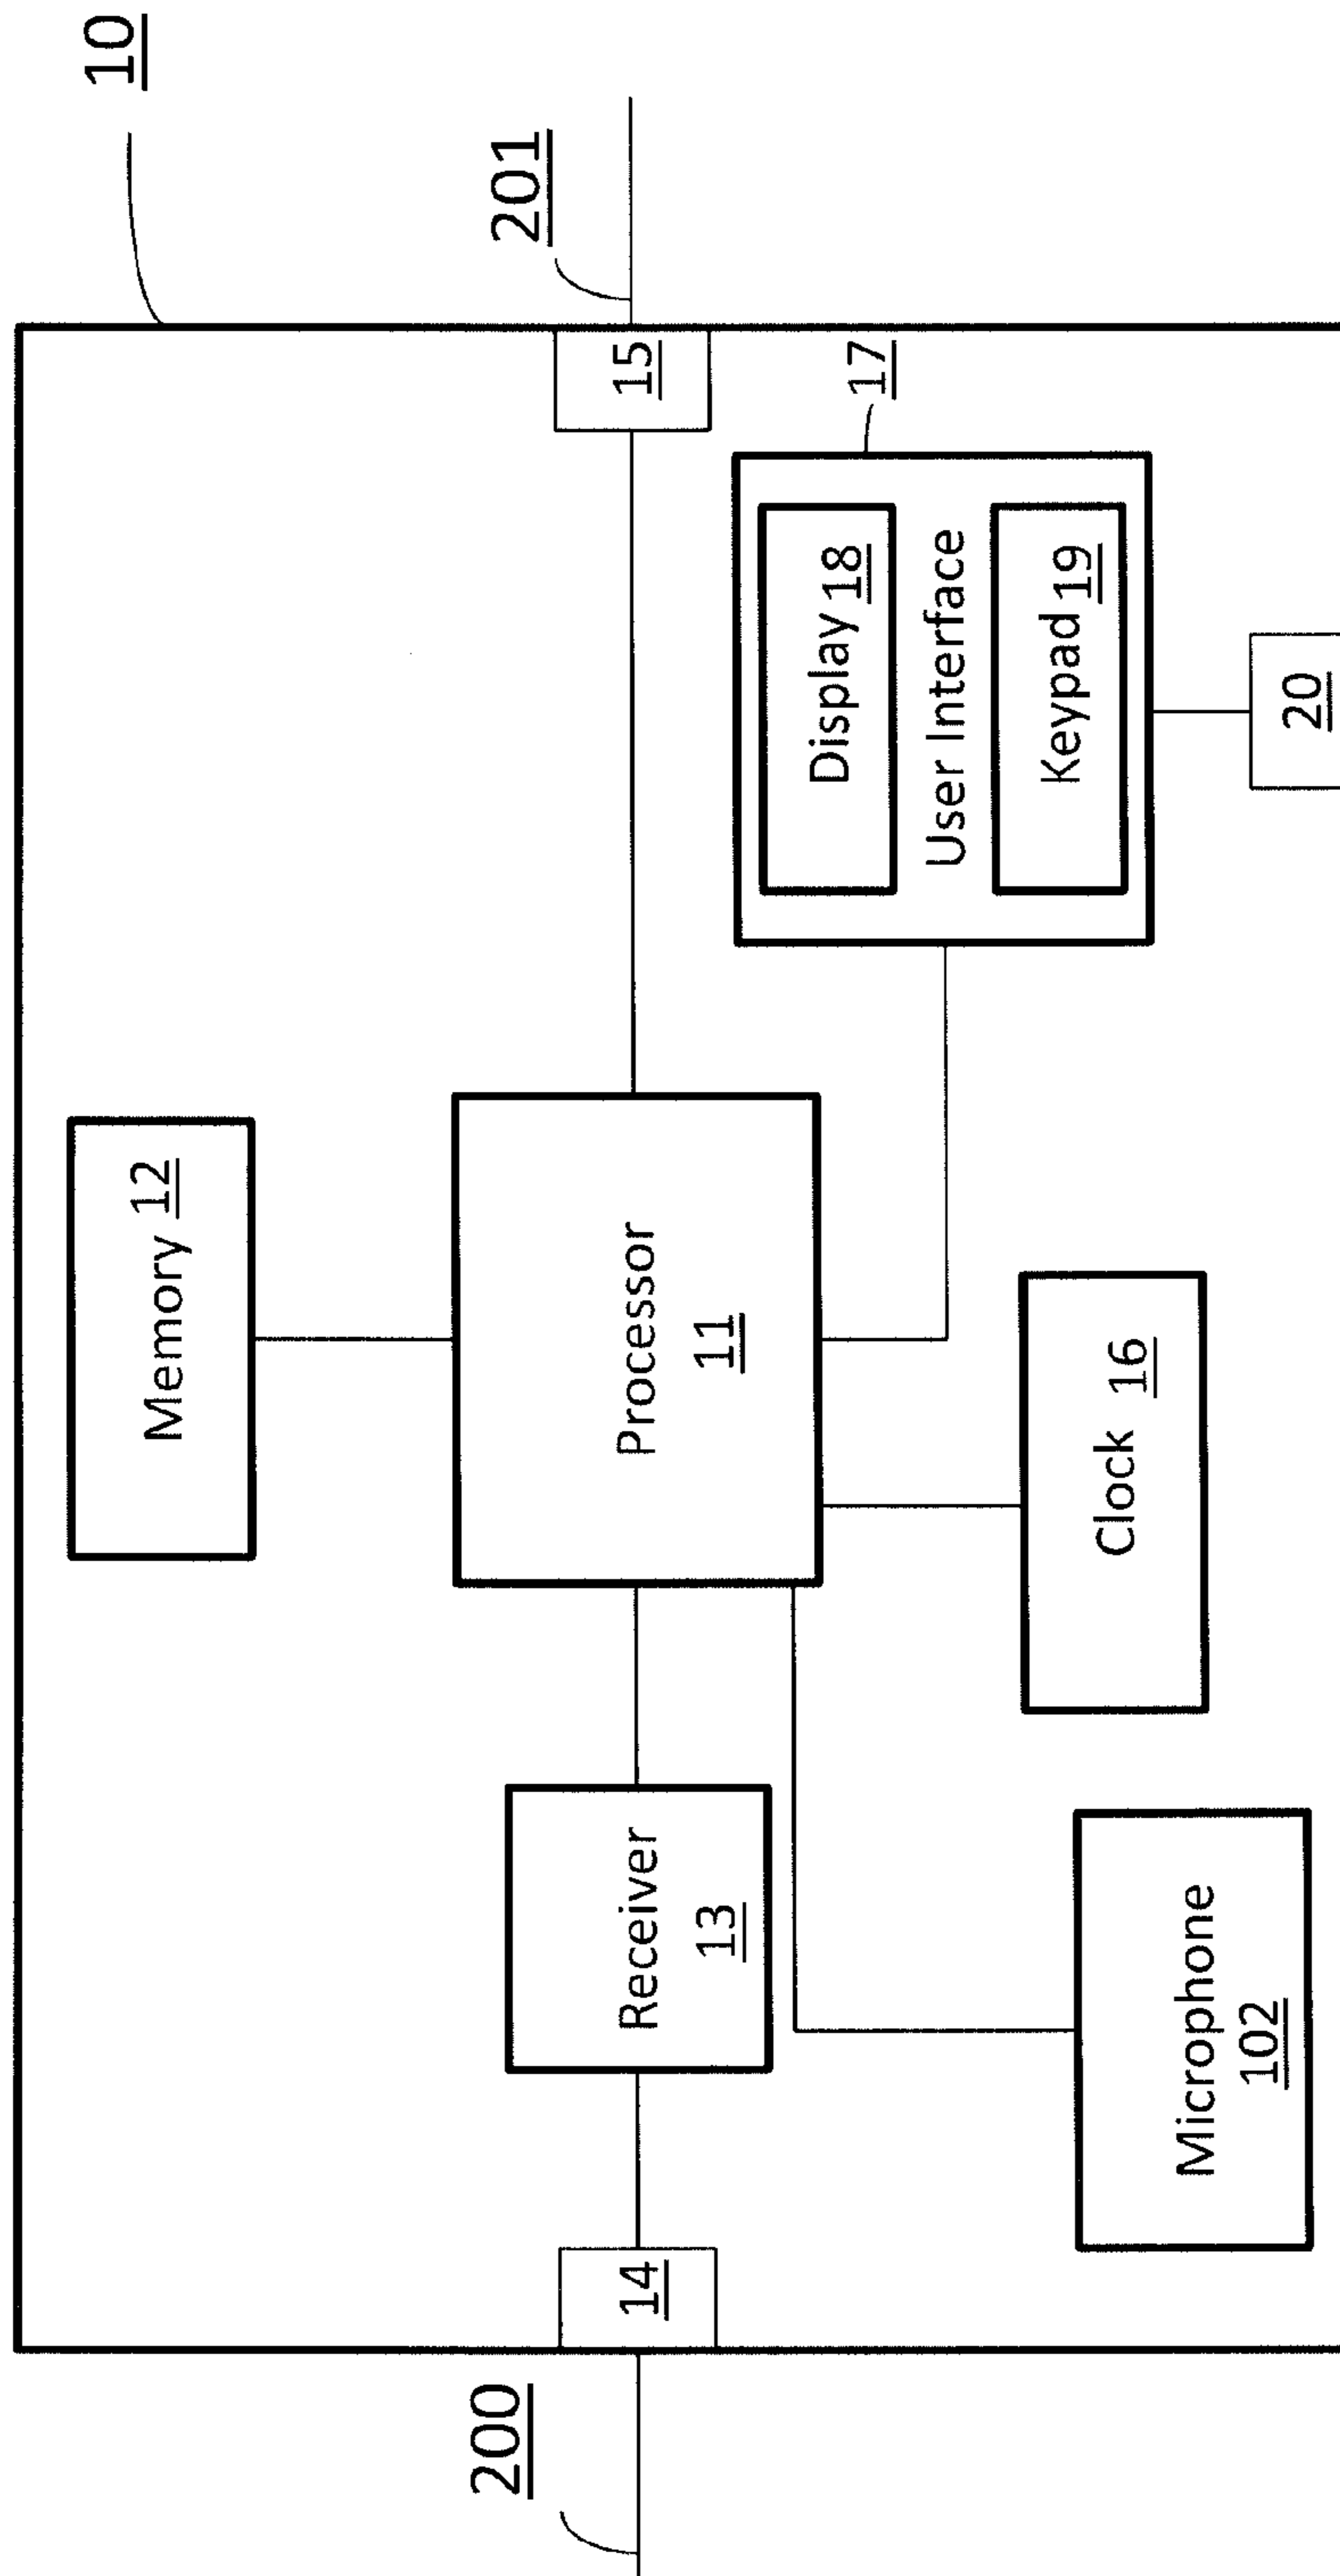 10
201
15
17
Memory 12
Processor
11
Display 18
User Interface
Keypad 19
20
Clock 16
Receiver
13
Microphone
102
14
200